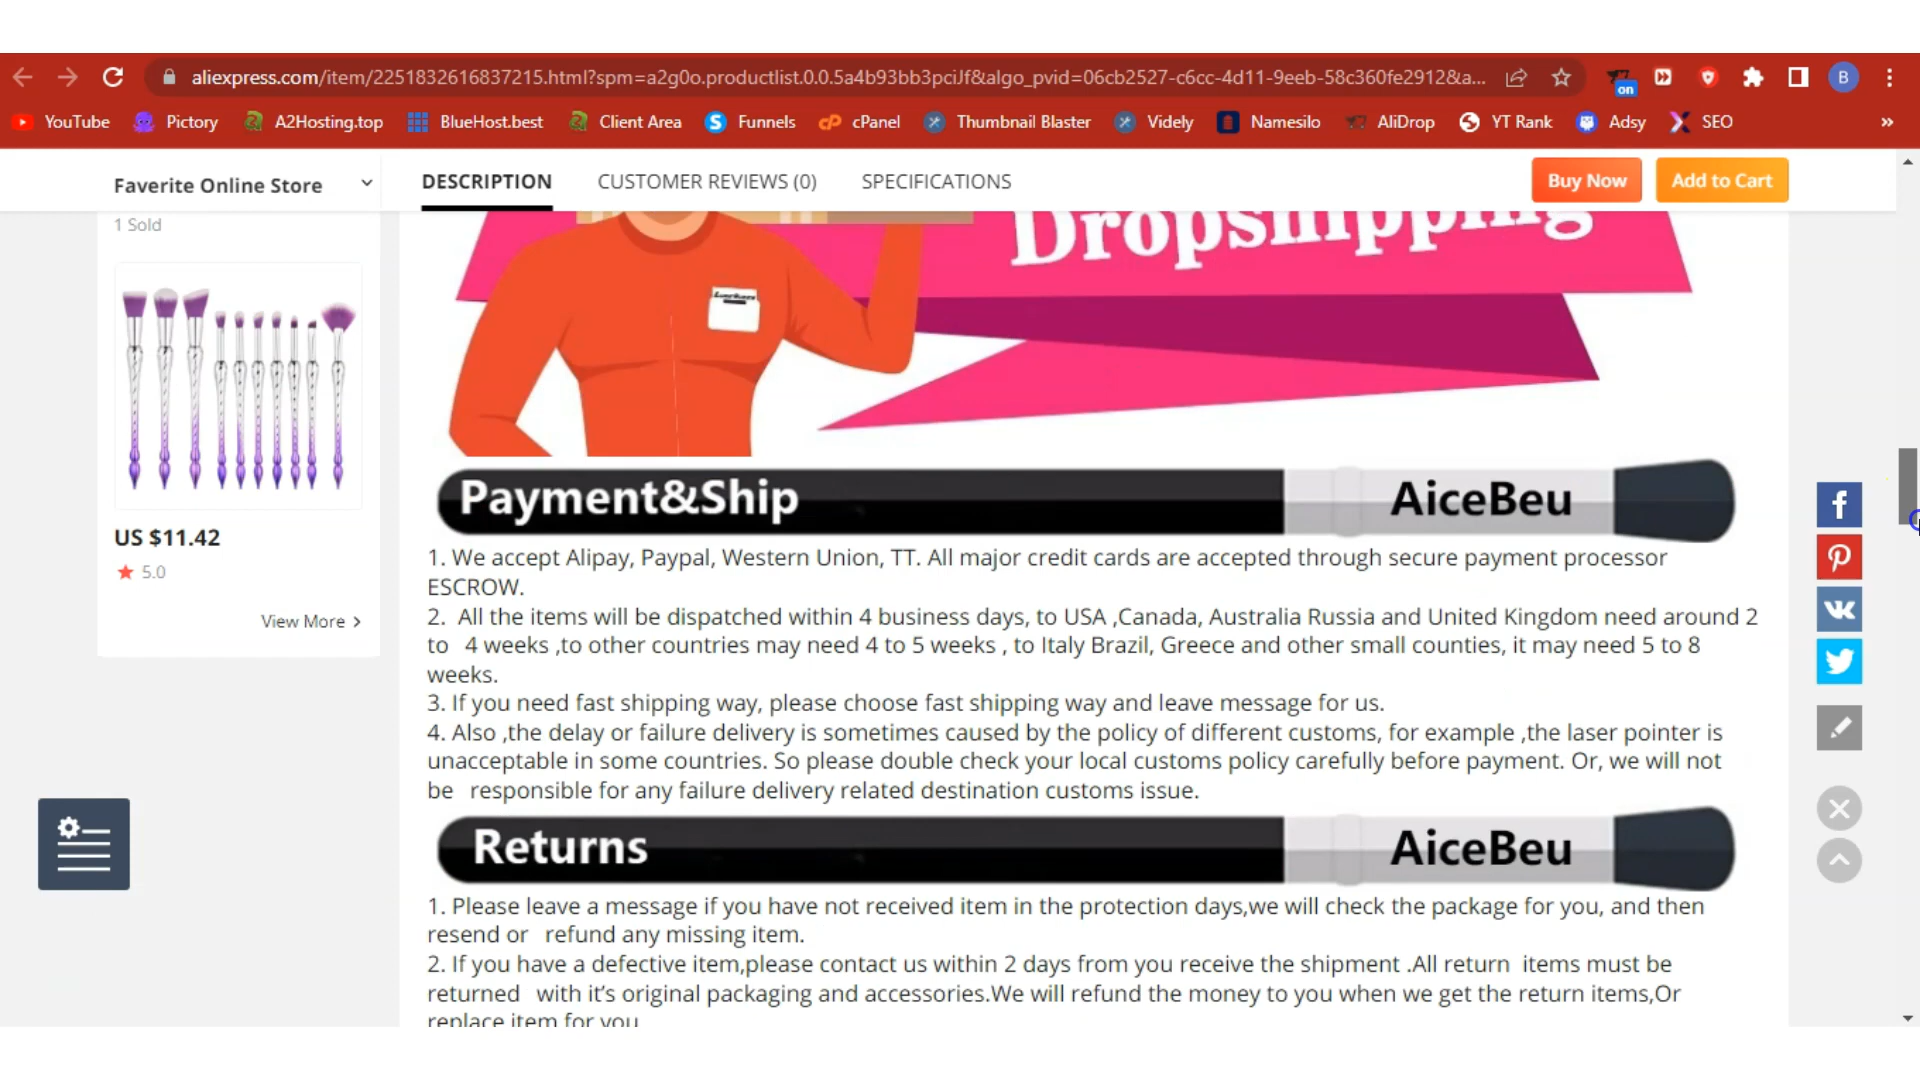 aliexpress.com/item/2251832616837215.html?spm=a2g0o.productlist.0.0.5a4b93bb3pciJf&algo_pvid=06cb2527-c6cc-4d11-9eeb-58c360fe2912&a...
on
B
YouTube Pictory A2Hosting.top BlueHost.best Client Area Funnels cPanel Thumbnail Blaster Videly Namesilo AliDrop YT Rank Adsy SEO »
Faverite Online Store DESCRIPTION CUSTOMER REVIEWS (0) SPECIFICATIONS Buy Now Add to Cart
1 Sold
Dropshipping
US $11.42
5.0
View More >
Payment&Ship AiceBeu
1. We accept Alipay, Paypal, Western Union, TT. All major credit cards are accepted through secure payment processor
ESCROW.
2. All the items will be dispatched within 4 business days, to USA ,Canada, Australia Russia and United Kingdom need around 2
to 4 weeks ,to other countries may need 4 to 5 weeks , to Italy Brazil, Greece and other small counties, it may need 5 to 8
weeks.
3. If you need fast shipping way, please choose fast shipping way and leave message for us.
4. Also ,the delay or failure delivery is sometimes caused by the policy of different customs, for example ,the laser pointer is
unacceptable in some countries. So please double check your local customs policy carefully before payment. Or, we will not
be responsible for any failure delivery related destination customs issue.
Returns AiceBeu
1. Please leave a message if you have not received item in the protection days,we will check the package for you, and then
resend or refund any missing item.
2. If you have a defective item,please contact us within 2 days from you receive the shipment .All return items must be
returned with it's original packaging and accessories.We will refund the money to you when we get the return items,Or
replace item for you